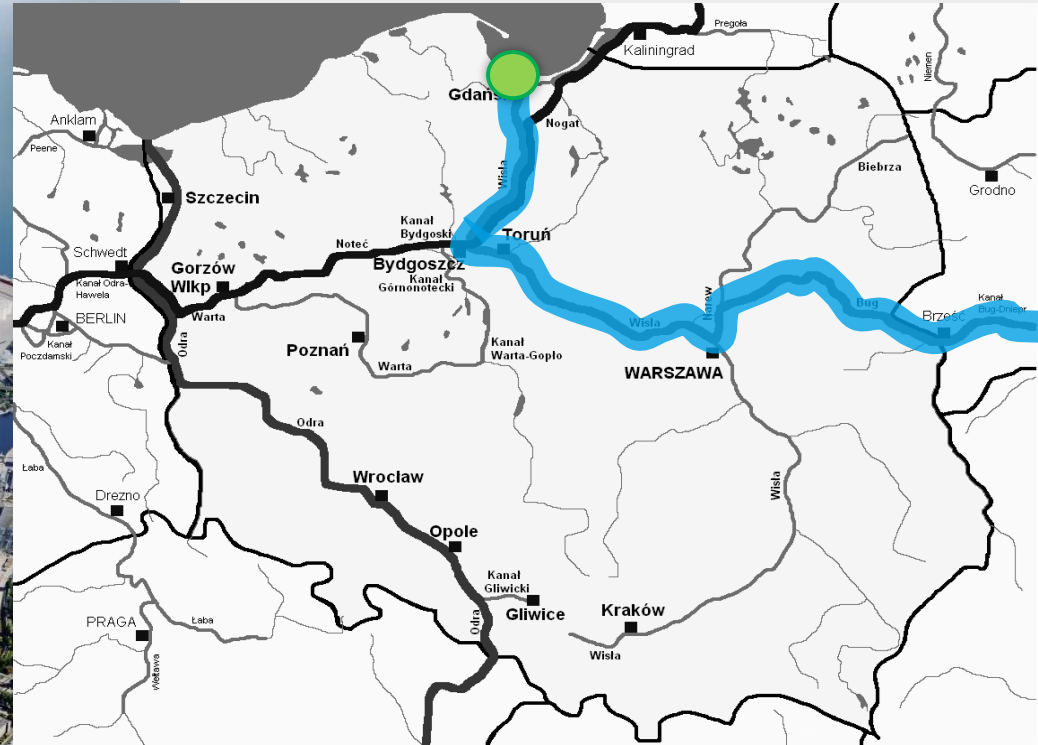 Pregoła
Kaliningrad
Niemen
Gdańs
Nogat
Anklam
Peene
Wisła
Biebrza
Grodno
Szczecin
Kanał
Bydgoski
Toruń
Noteć
Schwedt
Bydgoszcz
Gorzów
Wlkp
Kanał
Górnonotecki
Kanał Odra-
Hawela
Warta
BERLIN
Narew
Bug
Kanał
Bug-Dniepr
Brześć
Wisła
Kanał
Poczdamski
Odra
Poznań
Kanał
Warta-Gopło
Warta
WARSZAWA
Odra
Łaba
Wrocław
Wisła
Drezno
Opole
Kanał
Gliwicki
Gliwice
Kraków
PRAGA
Łaba
Odra
Wisła
Wełtawa